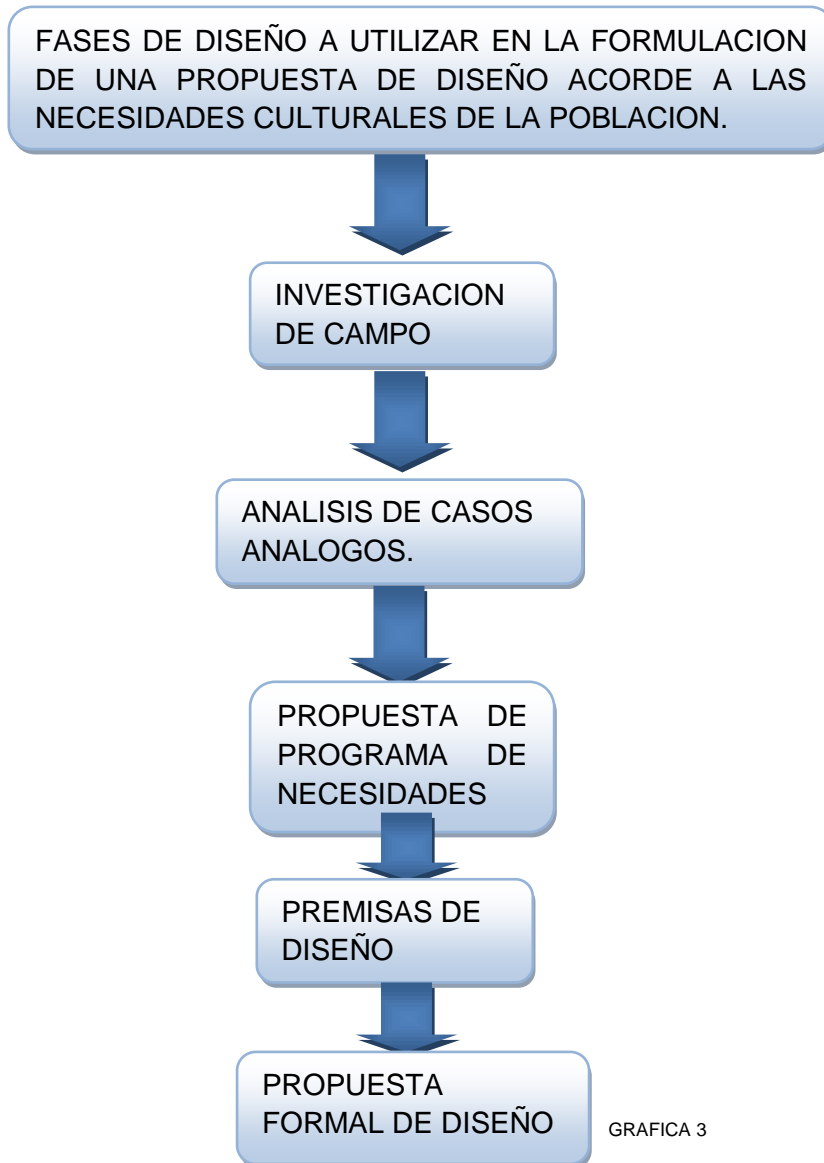 FASES DE DISEÑO A UTILIZAR EN LA FORMULACION
DE UNA PROPUESTA DE DISEÑO ACORDE A LAS
NECESIDADES CULTURALES DE LA POBLACION.
INVESTIGACION
DE CAMPO
ANALISIS DE CASOS
ANALOGOS.
PROPUESTA DE
PROGRAMA DE
NECESIDADES
PREMISAS DE
DISEÑO
PROPUESTA
FORMAL DE DISEÑO
GRAFICA 3